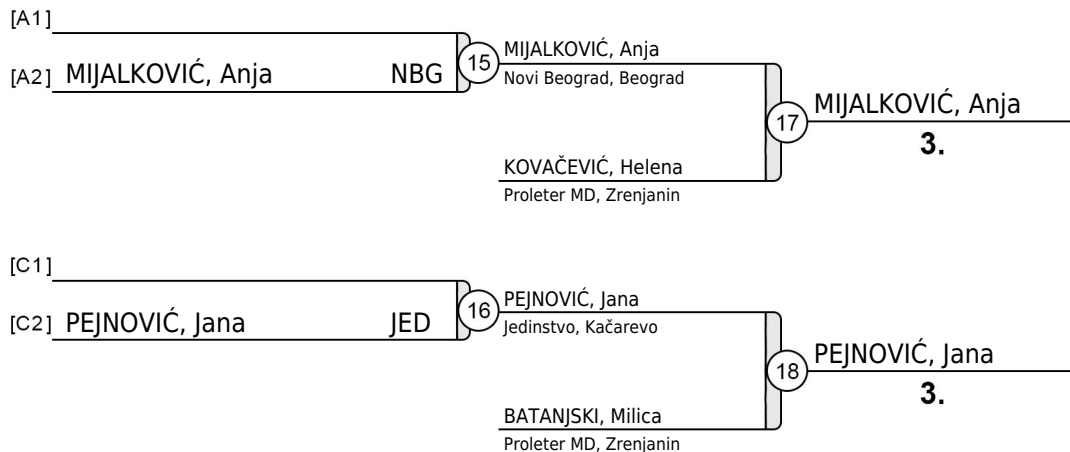 [A1]
[A2] MIJALKOVIĆ, Anja NBG
15
MIJALKOVIĆ, Anja
Novi Beograd, Beograd
KOVAČEVIĆ, Helena
Proleter MD, Zrenjanin
17
MIJALKOVIĆ, Anja
3.
[C1]
[C2] PEJNOVIĆ, Jana JED
16
PEJNOVIĆ, Jana
Jedinstvo, Kačarevo
BATANJSKI, Milica
Proleter MD, Zrenjanin
18
PEJNOVIĆ, Jana
3.